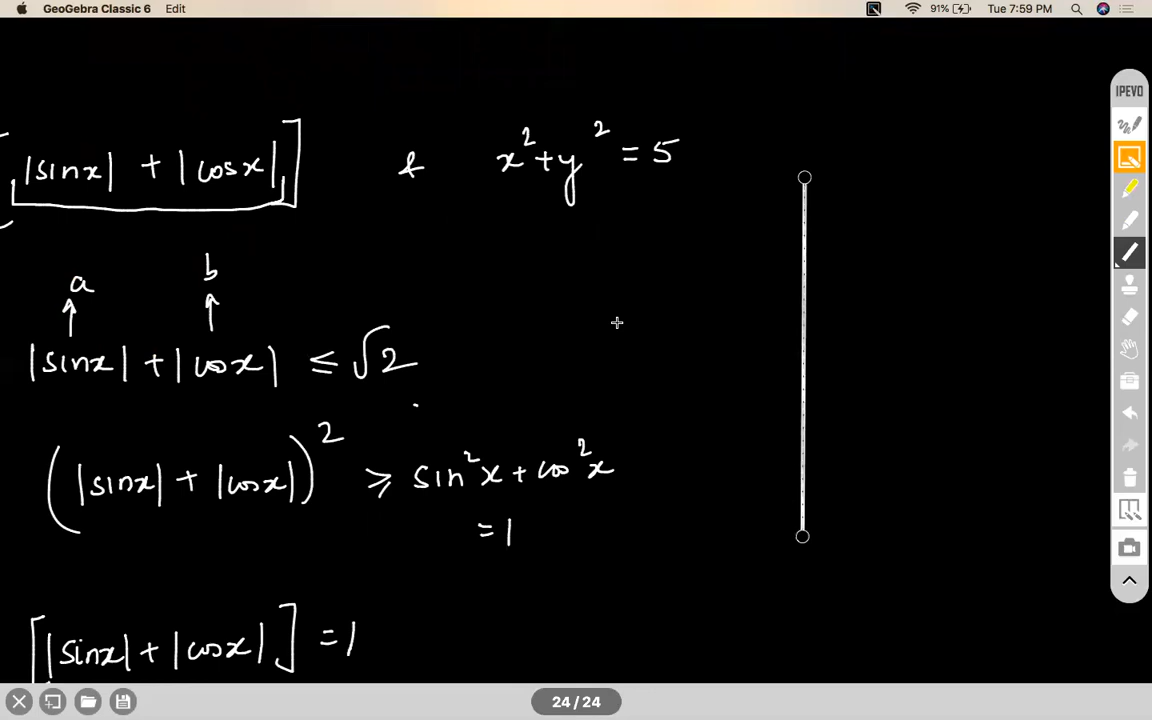 GeoGebra Classic 6 Edit 91% Tue 7:59 PM
IPEVO
[|sinx| + |cosx|] & x² + y² = 5
a b
|sinx| + |cosx| ≤ √2
(|sinx| + |cosx|)² ⩾ sin²x + cos²x
= 1
[|sinx| + |cosx|] = 1
24 / 24